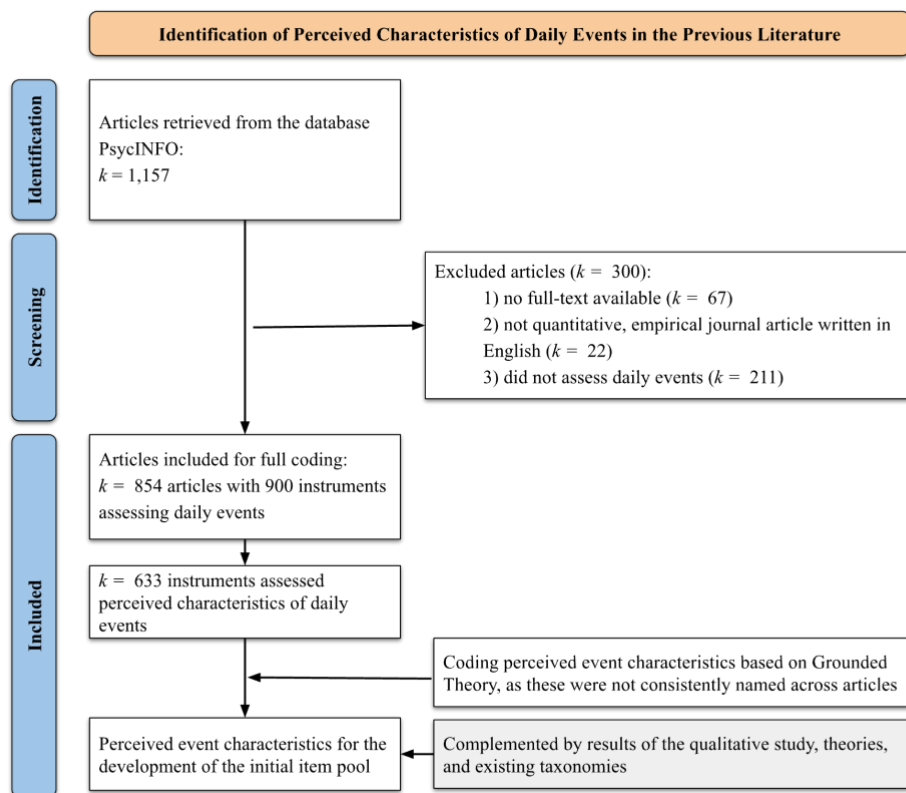 Identification of Perceived Characteristics of Daily Events in the Previous Literature
Identification
Articles retrieved from the database
PsycINFO:
k = 1,157
Screening
Excluded articles (k = 300):
1) no full-text available (k = 67)
2) not quantitative, empirical journal article written in
English (k = 22)
3) did not assess daily events (k = 211)
Included
Articles included for full coding:
k = 854 articles with 900 instruments
assessing daily events
k = 633 instruments assessed
perceived characteristics of daily
events
Coding perceived event characteristics based on Grounded
Theory, as these were not consistently named across articles
Perceived event characteristics for the
development of the initial item pool
Complemented by results of the qualitative study, theories,
and existing taxonomies